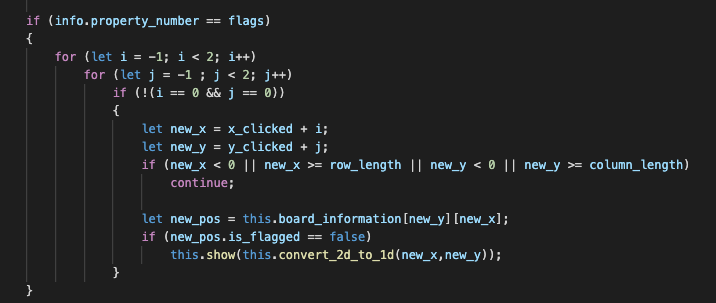 if (info.property_number == flags)
{
    for (let i = -1; i < 2; i++)
        for (let j = -1 ; j < 2; j++)
            if (!(i == 0 && j == 0))
            {
                let new_x = x_clicked + i;
                let new_y = y_clicked + j;
                if (new_x < 0 || new_x >= row_length || new_y < 0 || new_y >= column_length)
                    continue;

                let new_pos = this.board_information[new_y][new_x];
                if (new_pos.is_flagged == false)
                    this.show(this.convert_2d_to_1d(new_x,new_y));
            }
}